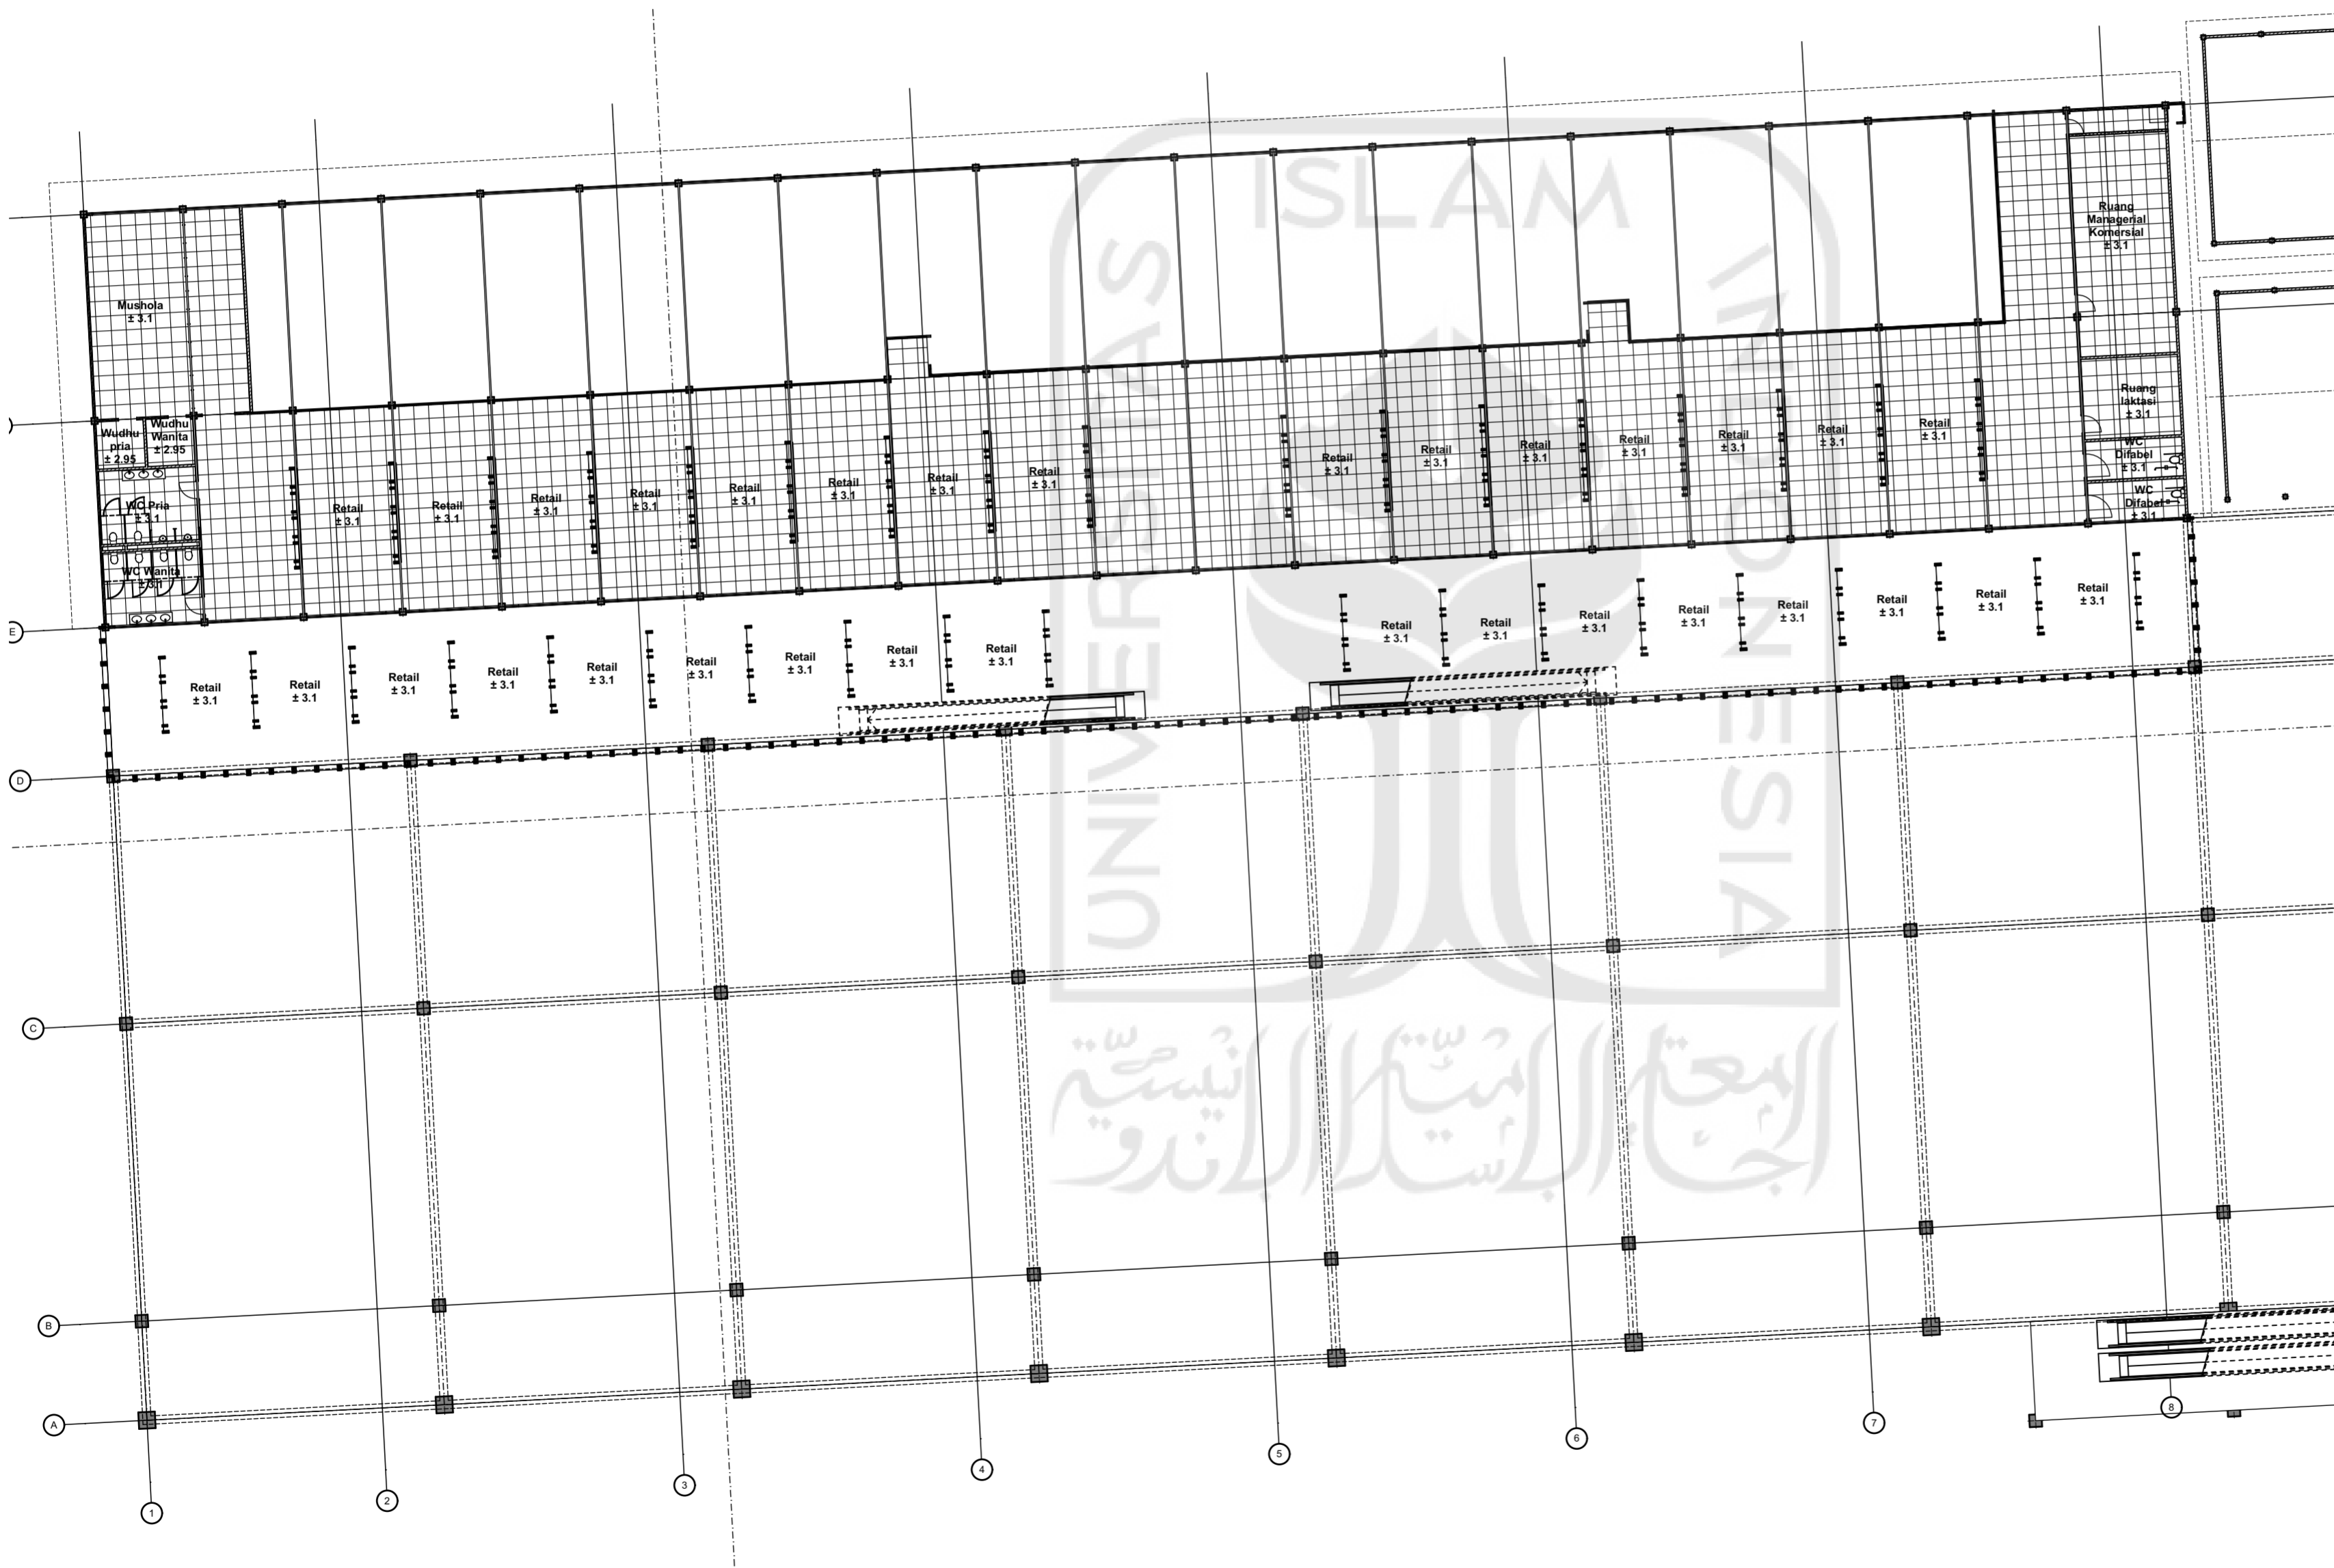 UNIVERSITAS
ISLAM
INDONESIA
Mushola
± 3.1
Wudhu
pria
± 2.95
Wudhu
Wanita
± 2.95
WC Pria
± 3.1
WC Wanita
± 3.1
Retail
± 3.1
Retail
± 3.1
Retail
± 3.1
Retail
± 3.1
Retail
± 3.1
Retail
± 3.1
Retail
± 3.1
Retail
± 3.1
Retail
± 3.1
Retail
± 3.1
Retail
± 3.1
Retail
± 3.1
Retail
± 3.1
Retail
± 3.1
Retail
± 3.1
Ruang
Managerial
Komersial
± 3.1
Ruang
laktasi
± 3.1
WC
Difabel
± 3.1
WC
Difabel
± 3.1
Retail
± 3.1
Retail
± 3.1
Retail
± 3.1
Retail
± 3.1
Retail
± 3.1
Retail
± 3.1
Retail
± 3.1
Retail
± 3.1
Retail
± 3.1
Retail
± 3.1
Retail
± 3.1
Retail
± 3.1
Retail
± 3.1
Retail
± 3.1
Retail
± 3.1
Retail
± 3.1
Retail
± 3.1
E
D
C
B
A
1
2
3
4
5
6
7
8